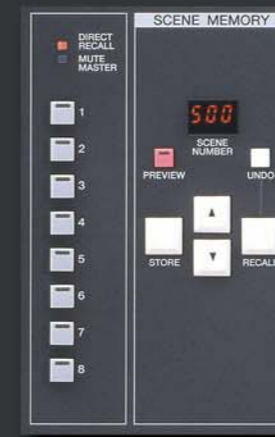 DIRECT
RECALL
MUTE
MASTER
1
2
3
4
5
6
7
8
SCENE MEMORY
500
SCENE
NUMBER
PREVIEW
UNDO
STORE
RECALL